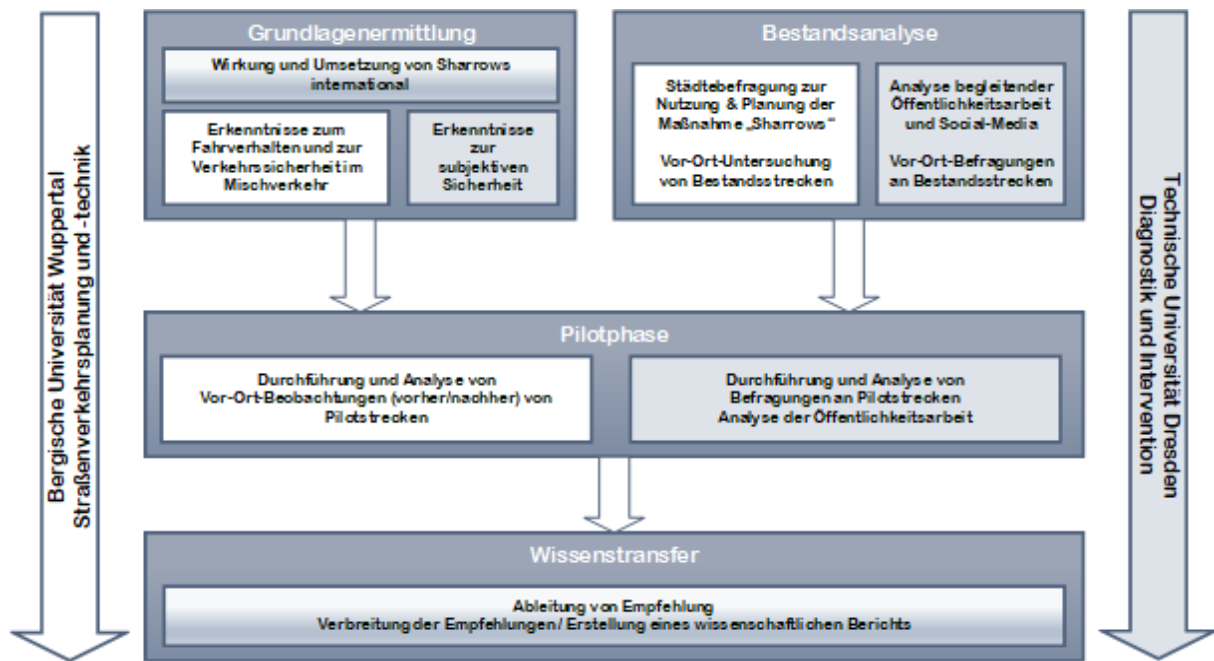 Bergische Universität Wuppertal
Straßenverkehrsplanung und -technik
Grundlagenermittlung
Wirkung und Umsetzung von Sharrows
international
Erkenntnisse zum
Fahrverhalten und zur
Verkehrssicherheit im
Mischverkehr
Erkenntnisse
zur
subjektiven
Sicherheit
Bestandsanalyse
Städtebefragung zur
Nutzung & Planung der
Maßnahme „Sharrows“
Vor-Ort-Untersuchung
von Bestandsstrecken
Analyse begleitender
Öffentlichkeitsarbeit
und Social-Media
Vor-Ort-Befragungen
an Bestandsstrecken
Pilotphase
Durchführung und Analyse von
Vor-Ort-Beobachtungen (vorher/nachher) von
Pilotstrecken
Durchführung und Analyse von
Befragungen an Pilotstrecken
Analyse der Öffentlichkeitsarbeit
Wissenstransfer
Ableitung von Empfehlung
Verbreitung der Empfehlungen / Erstellung eines wissenschaftlichen Berichts
Technische Universität Dresden
Diagnostik und Intervention